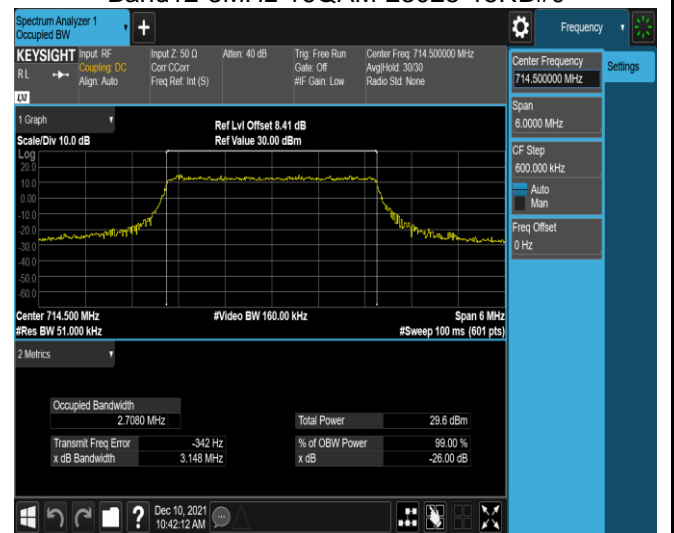 Spectrum Analyzer 1
Occupied BW
Frequency
KEYSIGHT
RL
LXI
Input: RF
Coupling: DC
Align: Auto
Input Z: 50 Ω
Corr CCorr
Freq Ref: Int (S)
Atten: 40 dB
Trig: Free Run
Gate: Off
#IF Gain: Low
Center Freq: 714.500000 MHz
Avg|Hold: 30/30
Radio Std: None
Center Frequency
714.500000 MHz
Settings
Span
6.0000 MHz
CF Step
600.000 kHz
Auto
Man
Freq Offset
0 Hz
1 Graph
Scale/Div 10.0 dB
Ref Lvl Offset 8.41 dB
Ref Value 30.00 dBm
Log
20.0
10.0
0.00
-10.0
-20.0
-30.0
-40.0
-50.0
-60.0
Center 714.500 MHz
#Video BW 160.00 kHz
Span 6 MHz
#Res BW 51.000 kHz
#Sweep 100 ms (601 pts)
2 Metrics
Occupied Bandwidth
2.7080 MHz
Total Power 29.6 dBm
Transmit Freq Error -342 Hz
% of OBW Power 99.00 %
x dB Bandwidth 3.148 MHz
x dB -26.00 dB
?
Dec 10, 2021
10:42:12 AM